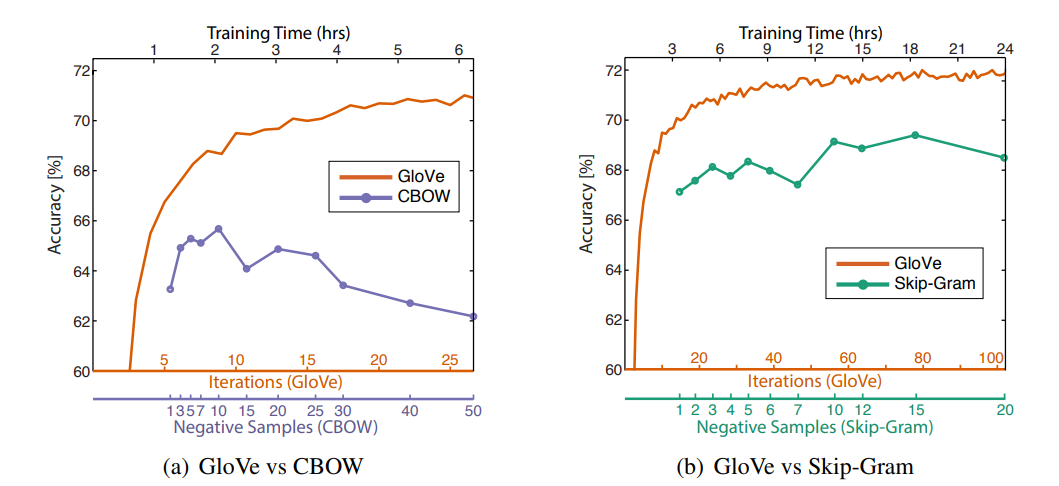 Training Time (hrs)
1 2 3 4 5 6
72
70
68
66
64
62
60
Accuracy [%]
GloVe
CBOW
5 10 15 20 25
Iterations (GloVe)
1 3 5 7 10 15 20 25 30 40 50
Negative Samples (CBOW)
(a) GloVe vs CBOW
Training Time (hrs)
3 6 9 12 15 18 21 24
72
70
68
66
64
62
60
Accuracy [%]
GloVe
Skip-Gram
20 40 60 80 100
Iterations (GloVe)
1 2 3 4 5 6 7 10 12 15 20
Negative Samples (Skip-Gram)
(b) GloVe vs Skip-Gram